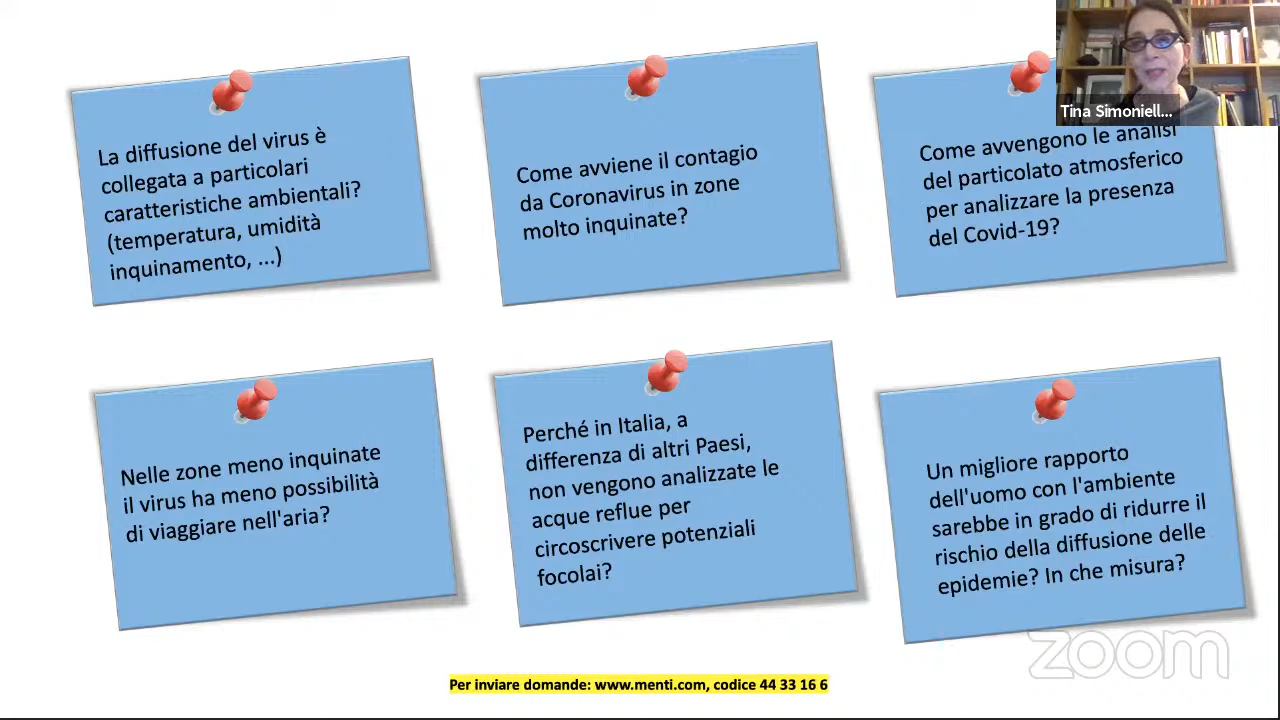 Tina Simoniell...
La diffusione del virus è
collegata a particolari
caratteristiche ambientali?
(temperatura, umidità
inquinamento, ...)
Come avviene il contagio
da Coronavirus in zone
molto inquinate?
Come avvengono le analisi
del particolato atmosferico
per analizzare la presenza
del Covid-19?
Nelle zone meno inquinate
il virus ha meno possibilità
di viaggiare nell'aria?
Perché in Italia, a
differenza di altri Paesi,
non vengono analizzate le
acque reflue per
circoscrivere potenziali
focolai?
Un migliore rapporto
dell'uomo con l'ambiente
sarebbe in grado di ridurre il
rischio della diffusione delle
epidemie? In che misura?
Per inviare domande: www.menti.com, codice 44 33 16 6
zoom